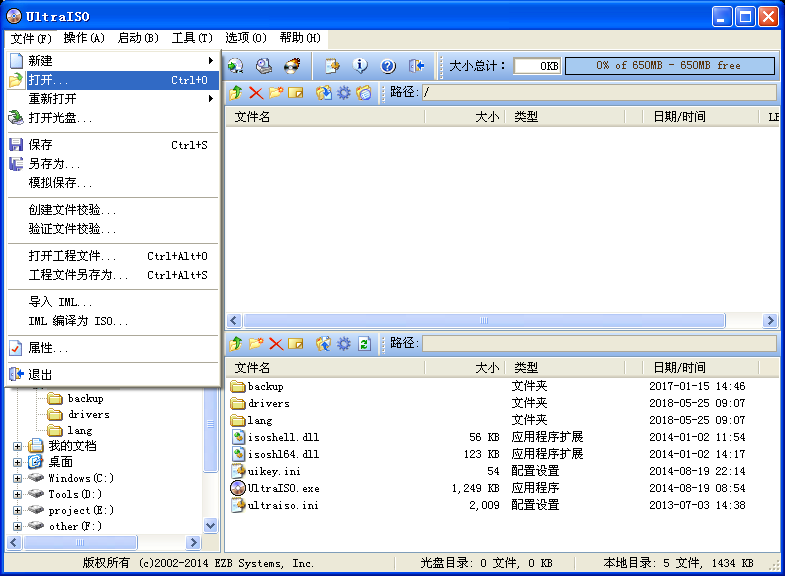 UltraISO
文件(F) 操作(A) 启动(B) 工具(T) 选项(O) 帮助(H)
新建
打开... Ctrl+O
重新打开
打开光盘...
保存 Ctrl+S
另存为...
模拟保存...
创建文件校验...
验证文件校验...
打开工程文件... Ctrl+Alt+O
工程文件另存为... Ctrl+Alt+S
导入 IML...
IML 编译为 ISO...
属性...
退出
大小总计: 0KB 0% of 650MB - 650MB free
路径: /
文件名 大小 类型 日期/时间 LB
路径:
文件名 大小 类型 日期/时间
backup 文件夹 2017-01-15 14:46
drivers 文件夹 2018-05-25 09:07
lang 文件夹 2018-05-25 09:07
isoshell.dll 56 KB 应用程序扩展 2014-01-02 11:54
isoshl64.dll 123 KB 应用程序扩展 2014-01-02 14:17
uikey.ini 54 配置设置 2014-08-19 22:14
UltraISO.exe 1,249 KB 应用程序 2014-08-19 08:54
ultraiso.ini 2,009 配置设置 2013-07-03 14:38
backup
drivers
lang
我的文档
桌面
Windows(C:)
Tools(D:)
project(E:)
other(F:)
版权所有 (c)2002-2014 EZB Systems, Inc. 光盘目录: 0 文件, 0 KB 本地目录: 5 文件, 1434 KB